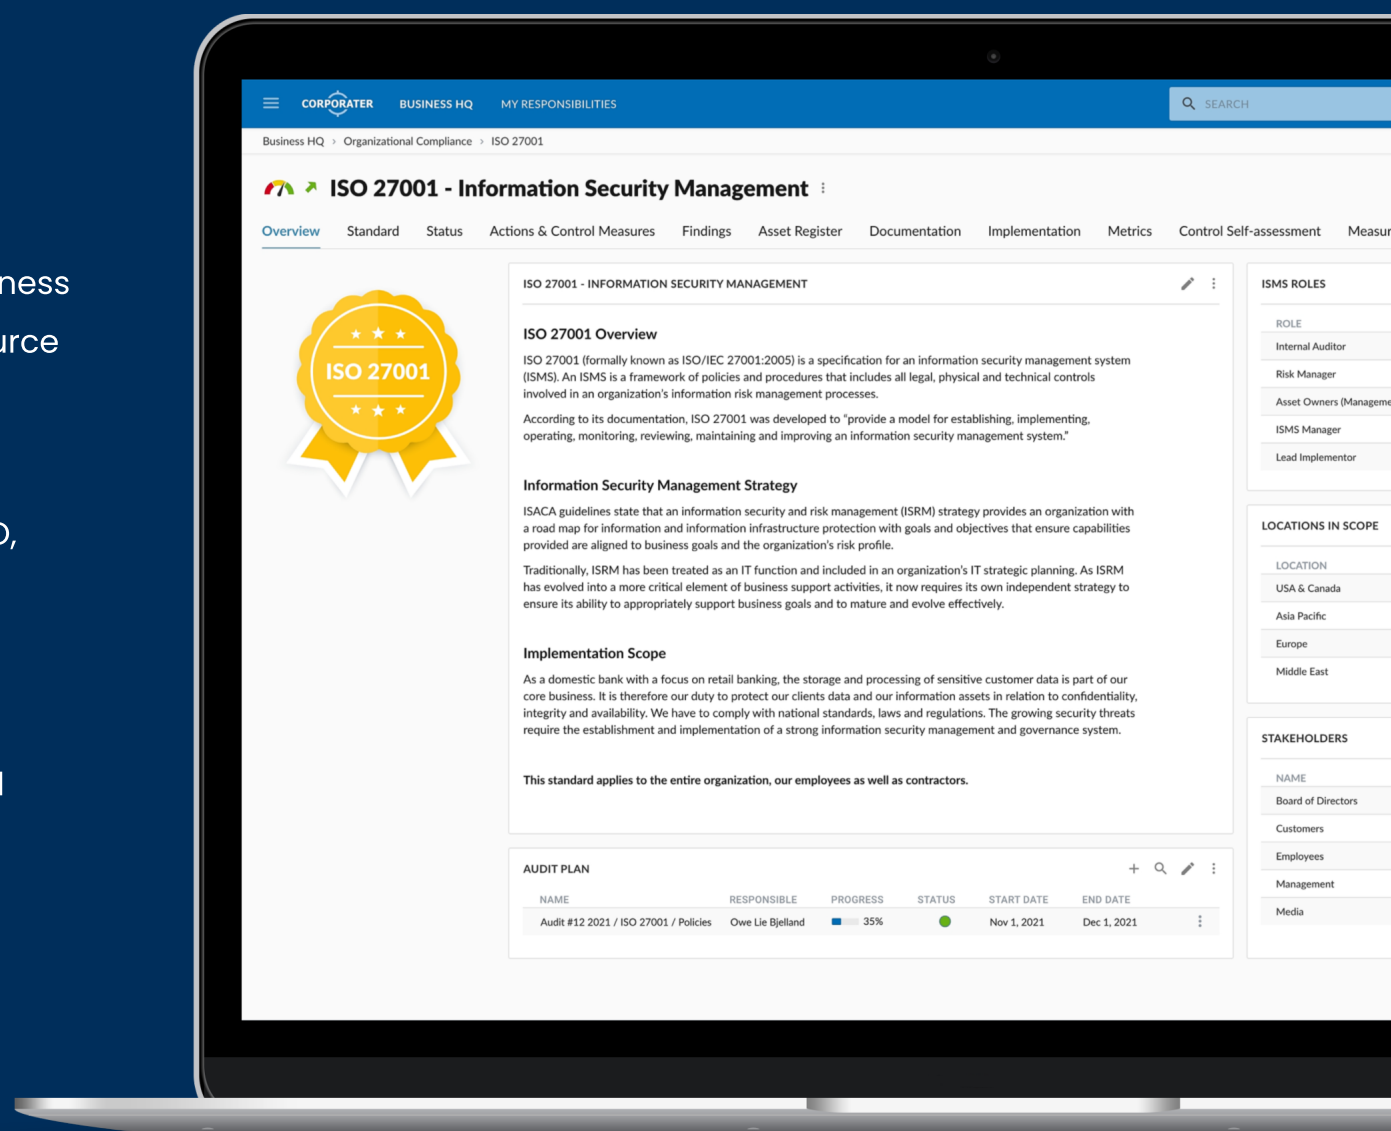 ness
urce
CORPORATER
BUSINESS HQ
MY RESPONSIBILITIES
SEARCH
Business HQ > Organizational Compliance > ISO 27001
ISO 27001 - Information Security Management
Overview Standard Status Actions & Control Measures Findings Asset Register Documentation Implementation Metrics Control Self-assessment Measur
ISO 27001
ISO 27001 - INFORMATION SECURITY MANAGEMENT
ISO 27001 Overview
ISO 27001 (formally known as ISO/IEC 27001:2005) is a specification for an information security management system
(ISMS). An ISMS is a framework of policies and procedures that includes all legal, physical and technical controls
involved in an organization's information risk management processes.
According to its documentation, ISO 27001 was developed to “provide a model for establishing, implementing,
operating, monitoring, reviewing, maintaining and improving an information security management system.”
Information Security Management Strategy
ISACA guidelines state that an information security and risk management (ISRM) strategy provides an organization with
a road map for information and information infrastructure protection with goals and objectives that ensure capabilities
provided are aligned to business goals and the organization's risk profile.
Traditionally, ISRM has been treated as an IT function and included in an organization's IT strategic planning. As ISRM
has evolved into a more critical element of business support activities, it now requires its own independent strategy to
ensure its ability to appropriately support business goals and to mature and evolve effectively.
Implementation Scope
As a domestic bank with a focus on retail banking, the storage and processing of sensitive customer data is part of our
core business. It is therefore our duty to protect our clients data and our information assets in relation to confidentiality,
integrity and availability. We have to comply with national standards, laws and regulations. The growing security threats
require the establishment and implementation of a strong information security management and governance system.
This standard applies to the entire organization, our employees as well as contractors.
AUDIT PLAN
NAME RESPONSIBLE PROGRESS STATUS START DATE END DATE
Audit #12 2021 / ISO 27001 / Policies Owe Lie Bjelland 35% Nov 1, 2021 Dec 1, 2021
ISMS ROLES
ROLE
Internal Auditor
Risk Manager
Asset Owners (Manageme
ISMS Manager
Lead Implementor
LOCATIONS IN SCOPE
LOCATION
USA & Canada
Asia Pacific
Europe
Middle East
STAKEHOLDERS
NAME
Board of Directors
Customers
Employees
Management
Media